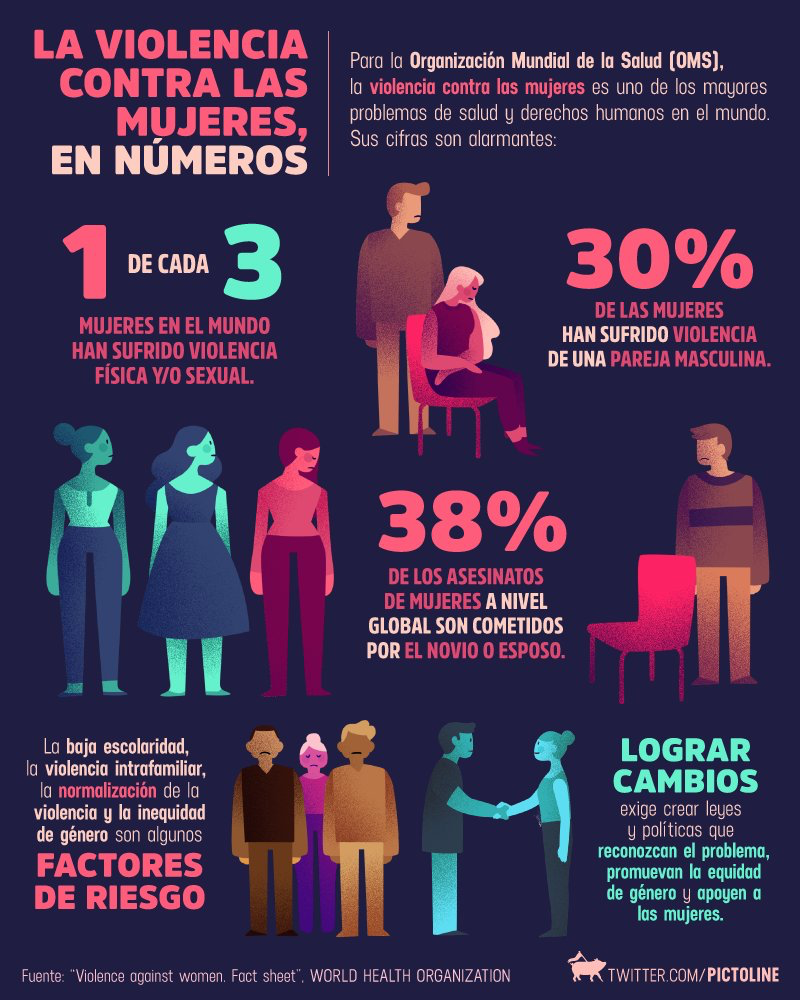 LA VIOLENCIA
CONTRA LAS
MUJERES,
EN NÚMEROS
Para la Organización Mundial de la Salud (OMS),
la violencia contra las mujeres es uno de los mayores
problemas de salud y derechos humanos en el mundo.
Sus cifras son alarmantes:
1 DE CADA 3
MUJERES EN EL MUNDO
HAN SUFRIDO VIOLENCIA
FÍSICA Y/O SEXUAL.
30%
DE LAS MUJERES
HAN SUFRIDO VIOLENCIA
DE UNA PAREJA MASCULINA.
38%
DE LOS ASESINATOS
DE MUJERES A NIVEL
GLOBAL SON COMETIDOS
POR EL NOVIO O ESPOSO.
La baja escolaridad,
la violencia intrafamiliar,
la normalización de la
violencia y la inequidad
de género son algunos
FACTORES
DE RIESGO
LOGRAR
CAMBIOS
exige crear leyes
y políticas que
reconozcan el problema,
promuevan la equidad
de género y apoyen a
las mujeres.
Fuente: "Violence against women. Fact sheet", WORLD HEALTH ORGANIZATION
TWITTER.COM/PICTOLINE